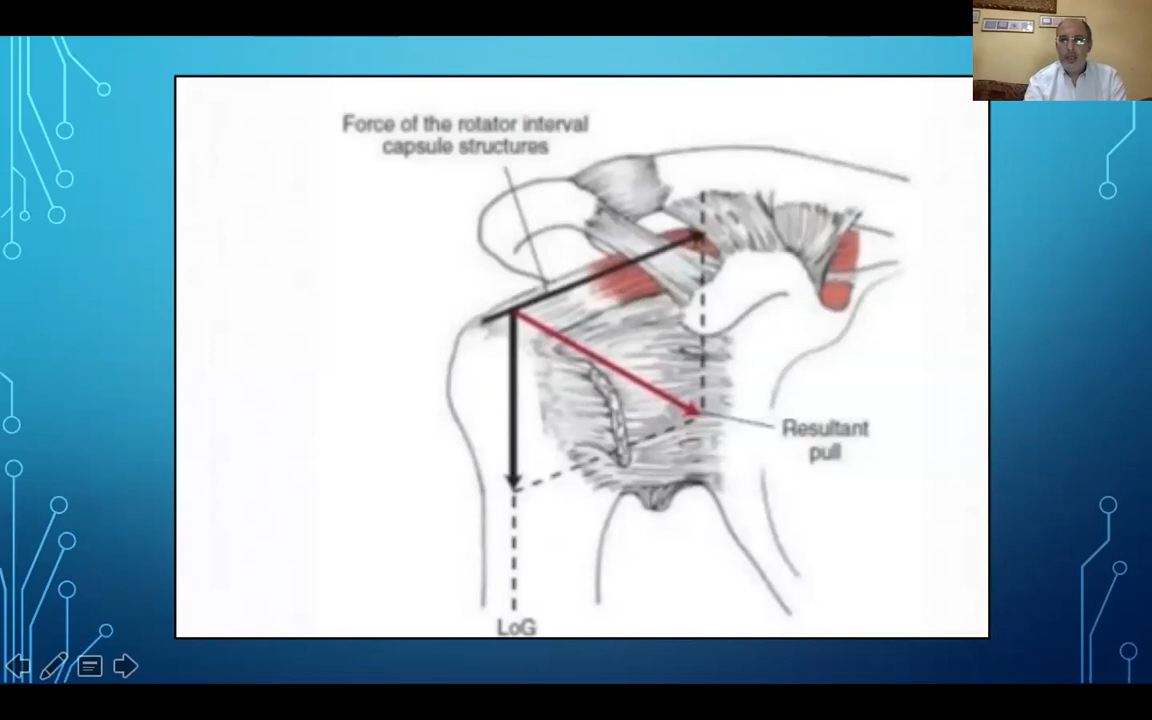 Force of the rotator interval
capsule structures
Resultant
pull
LoG